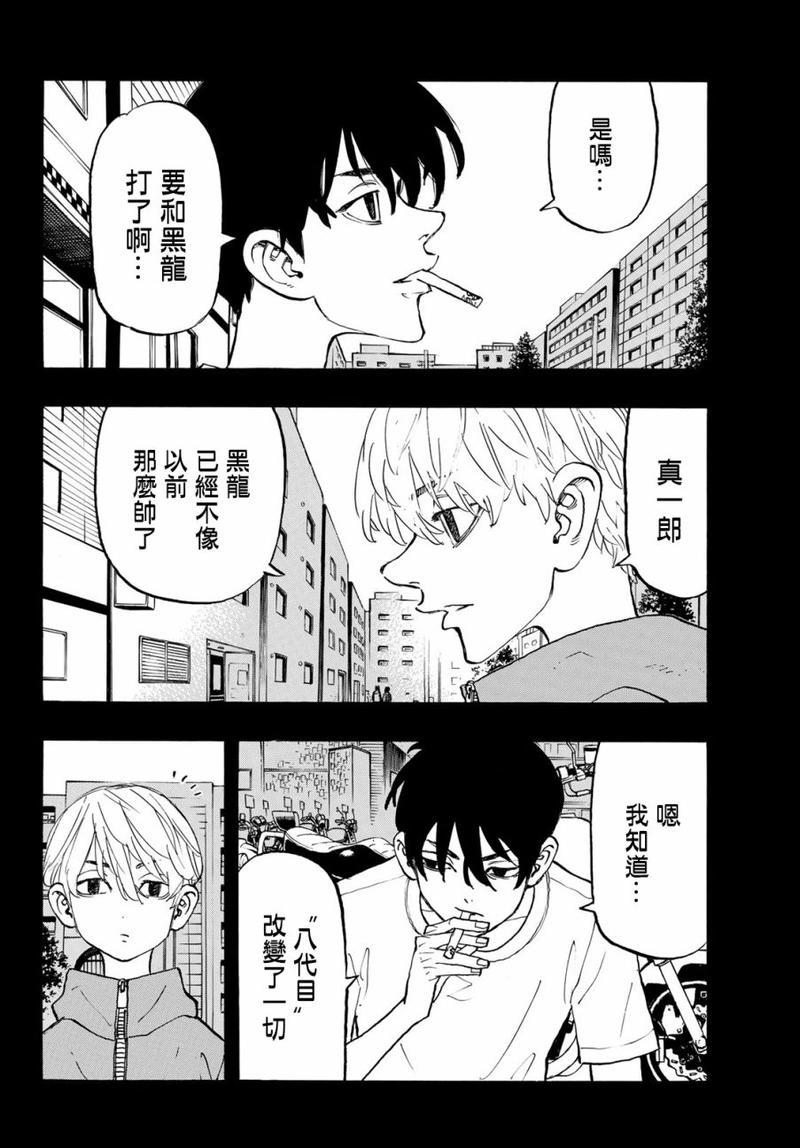 是嗎…
要和黑龍
打了啊…
真一郎
黑龍
已經不像
以前
那麼帥了
嗯
我知道…
“八代目”
改變了一切